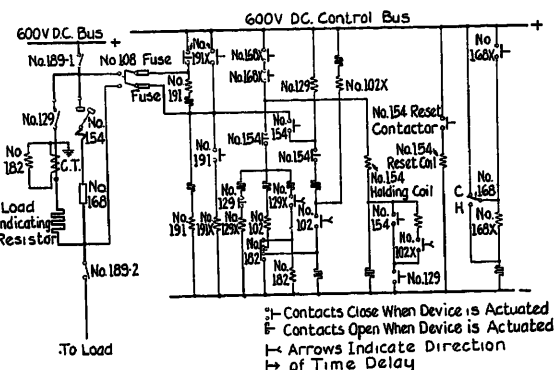 600V DC. Control Bus
600V D.C. Bus + +
No.189-1
No 108 Fuse
Fuse
No. 191X
No.168X
No.168X
No 168X
No. 191
No.129
No.102X
No.129
No. 154
No. 182
C.T.
No. 168
Load Indicating Resistor
No.189-2
To Load
No.154
No. 154
No.154
No. 191
No.154 Reset Contactor
No.154 Reset Coil
No.154 Holding Coil
No. 129
No. 129X
No. 191
No. 191X
No. 129X
No. 102
No. 102
No. 182
No. 182
No. 154
No. 102X
No.129
C
H
No. 168
No. 168X
Contacts Close When Device is Actuated
Contacts Open When Device is Actuated
Arrows Indicate Direction
of Time Delay